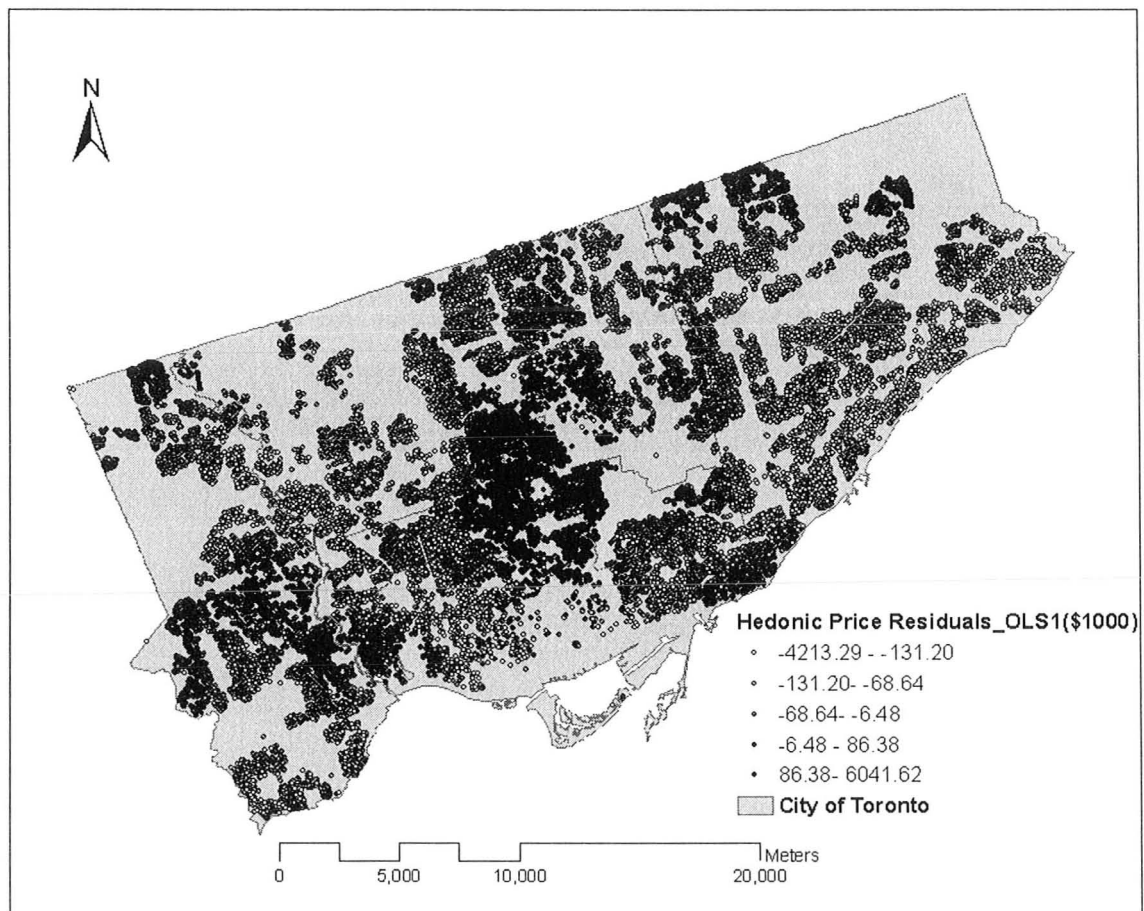 N
Hedonic Price Residuals_OLS1($1000)
-4213.29 - -131.20
-131.20- -68.64
-68.64- -6.48
-6.48 - 86.38
86.38- 6041.62
City of Toronto
Meters
0 5,000 10,000 20,000